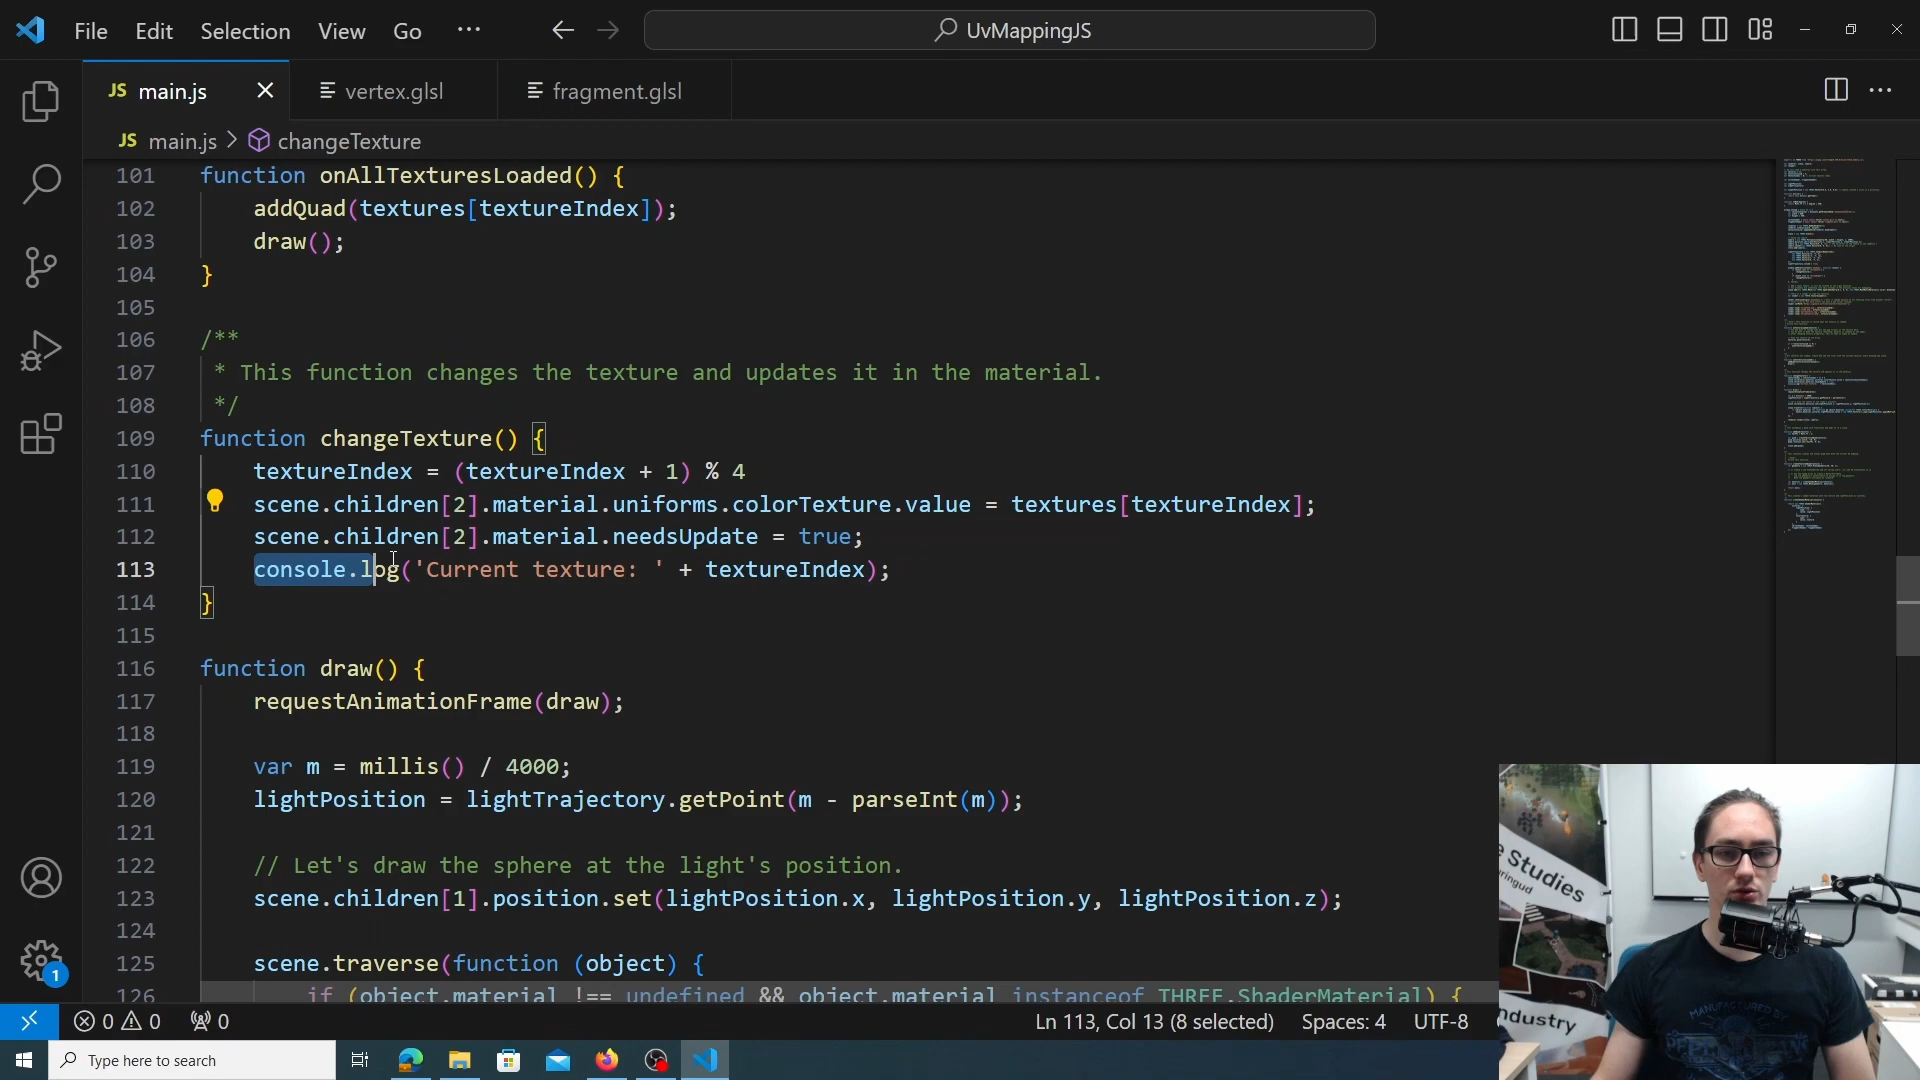 File Edit Selection View Go ··· UvMappingJS
JS main.js vertex.glsl fragment.glsl
JS main.js > changeTexture
101 function onAllTexturesLoaded() {
102 addQuad(textures[textureIndex]);
103 draw();
104 }
105
106 /**
107 * This function changes the texture and updates it in the material.
108 */
109 function changeTexture() {
110 textureIndex = (textureIndex + 1) % 4
111 scene.children[2].material.uniforms.colorTexture.value = textures[textureIndex];
112 scene.children[2].material.needsUpdate = true;
113 console.log('Current texture: ' + textureIndex);
114 }
115
116 function draw() {
117 requestAnimationFrame(draw);
118
119 var m = millis() / 4000;
120 lightPosition = lightTrajectory.getPoint(m - parseInt(m));
121
122 // Let's draw the sphere at the light's position.
123 scene.children[1].position.set(lightPosition.x, lightPosition.y, lightPosition.z);
124
125 scene.traverse(function (object) {
126 if (object.material !== undefined && object.material instanceof THREE.ShaderMaterial) {
e Studies
uringud
ndustry
MANUFACTURED BY
1
0 0 0 Ln 113, Col 13 (8 selected) Spaces: 4 UTF-8
Type here to search